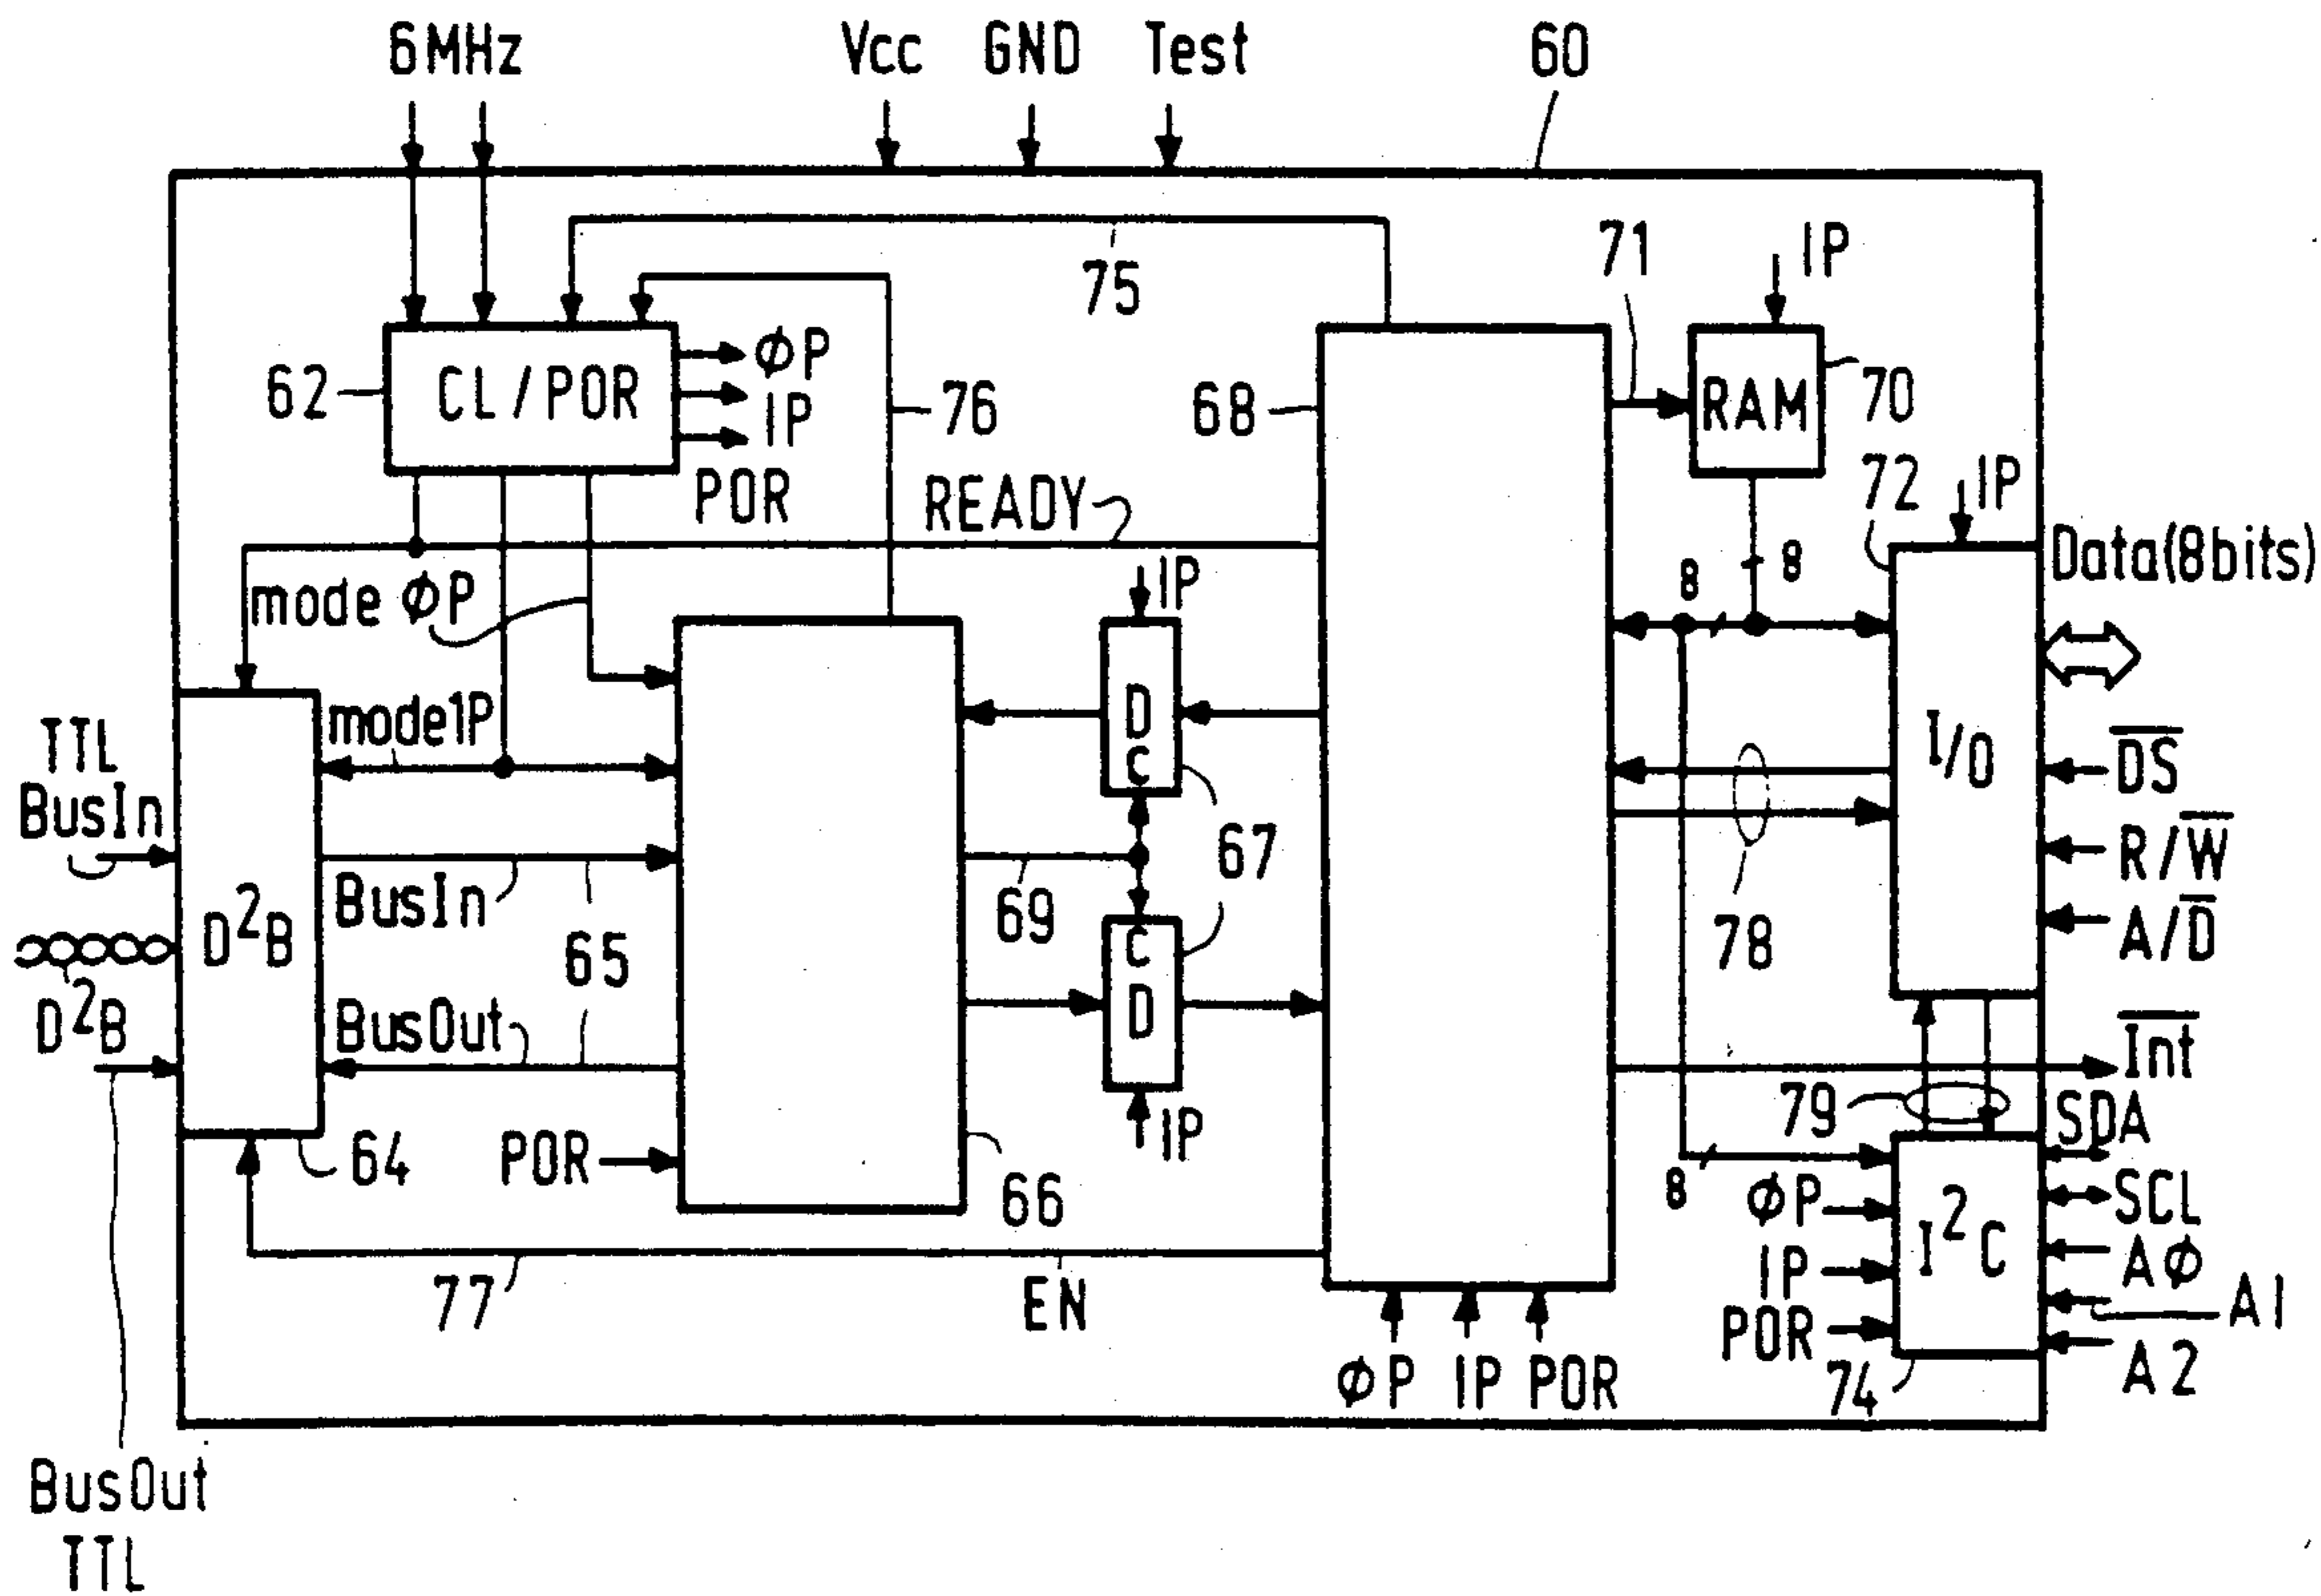 6MHz
Vcc
GND
Test
60
75
71
IP
62
CL/POR
ϕP
IP
POR
76
68
RAM
70
READY
72
IP
mode ϕP
IP
8
8
Data(8bits)
TTL
BusIn
mode1P
D
C
I/O
D̅S̅
R/W̅
A/D̅
67
69
78
D²B
BusIn
65
BusOut
C
D
D²B
I̅n̅t̅
79
SDA
POR
IP
64
66
8
ϕP
IP
POR
I²C
SCL
Aϕ
A1
A2
77
EN
ϕP IP POR
74
BusOut
TTL